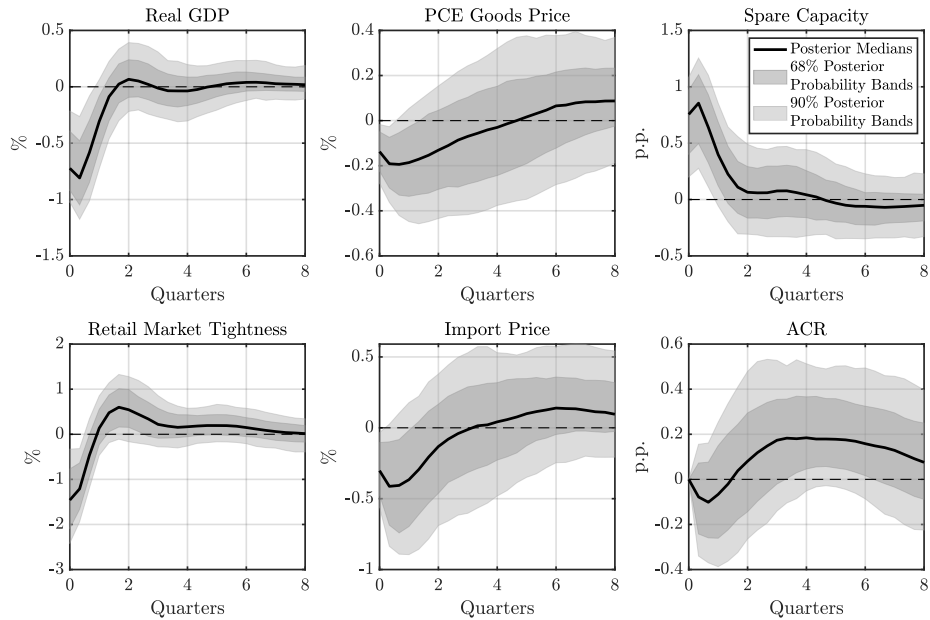 Real GDP
0.5
0
-0.5
-1
-1.5
%
0 2 4 6 8
Quarters
PCE Goods Price
0.4
0.2
0
-0.2
-0.4
0.6
%
0 2 4 6 8
Quarters
Spare Capacity
1.5
1
0.5
0
-0.5
p.p.
Posterior Medians
68% Posterior
Probability Bands
90% Posterior
Probability Bands
0 2 4 6 8
Quarters
Retail Market Tightness
2
1
0
-1
-2
-3
%
0 2 4 6 8
Quarters
Import Price
0.5
0
-0.5
-1
%
0 2 4 6 8
Quarters
ACR
0.6
0.4
0.2
0
-0.2
0.4
p.p.
0 2 4 6 8
Quarters